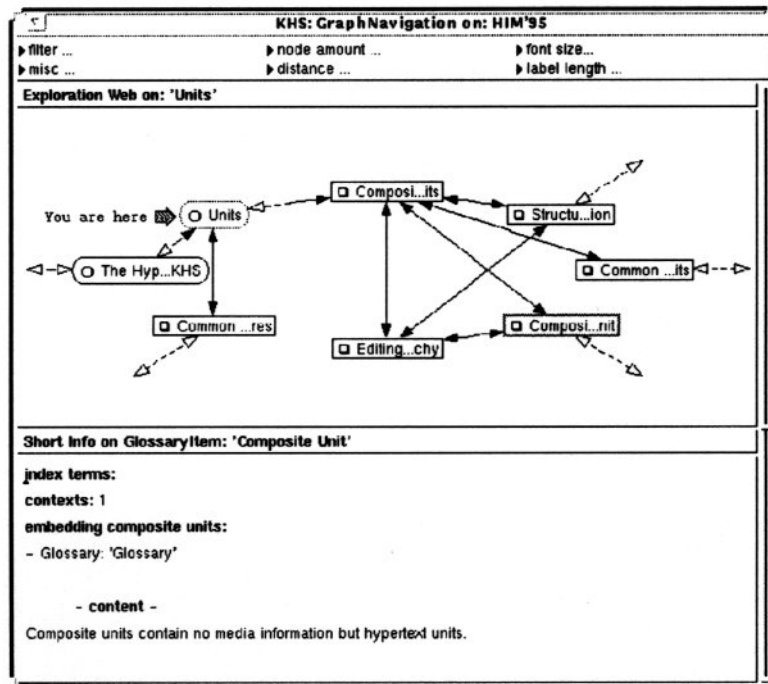 KHS: GraphNavigation on: HIM'95
filter ... node amount ... font size...
misc ... distance ... label length ...
Exploration Web on: 'Units'
Composi...its
You are here Units Structu...ion
The Hyp...KHS Common ...its
Common ...res Composi...nit
Editing...chy
Short Info on GlossaryItem: 'Composite Unit'
index terms:
contexts: 1
embedding composite units:
- Glossary: 'Glossary'
- content -
Composite units contain no media information but hypertext units.